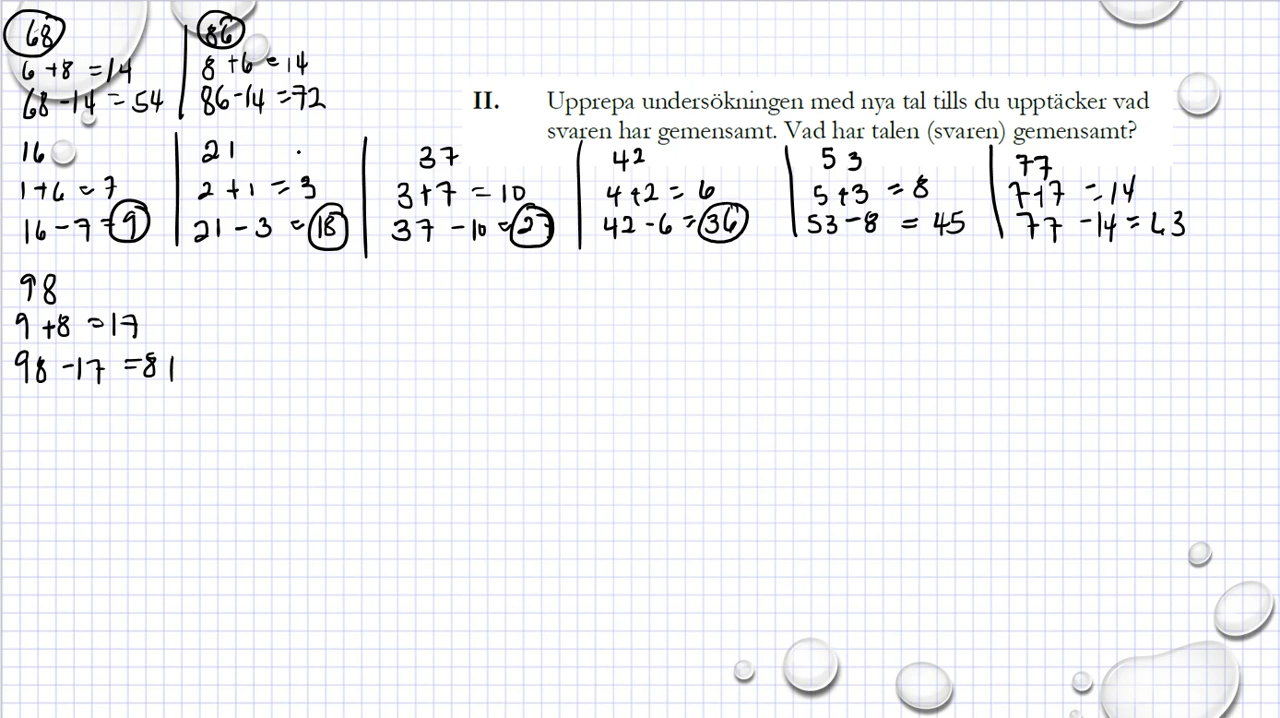 68
6 + 8 = 14
68 - 14 = 54
86
8 + 6 = 14
86 - 14 = 72
II. Upprepa undersökningen med nya tal tills du upptäcker vad
svaren har gemensamt. Vad har talen (svaren) gemensamt?
16
1 + 6 = 7
16 - 7 = 9
21
2 + 1 = 3
21 - 3 = 18
37
3 + 7 = 10
37 - 10 = 27
42
4 + 2 = 6
42 - 6 = 36
53
5 + 3 = 8
53 - 8 = 45
77
7 + 7 = 14
77 - 14 = 63
98
9 + 8 = 17
98 - 17 = 81